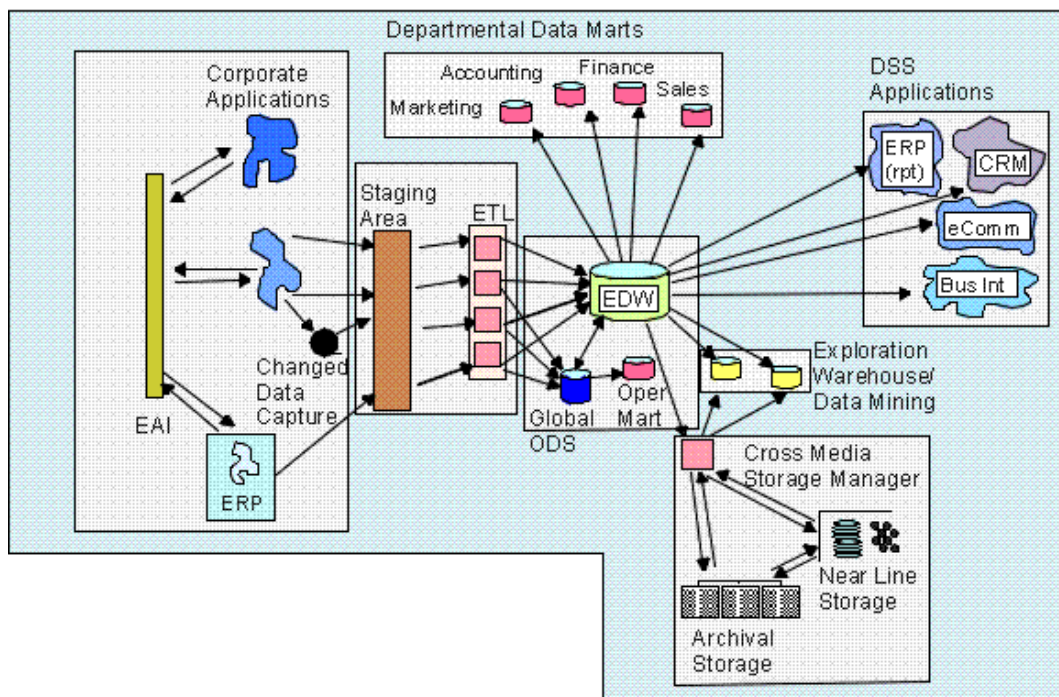 Departmental Data Marts
Corporate
Applications
Accounting
Finance
Marketing
Sales
DSS
Applications
ERP
(rpt)
CRM
eComm
Bus Int
Staging
Area
ETL
EDW
Changed
Data
Capture
EAI
ERP
Global
ODS
Oper
Mart
Exploration
Warehouse/
Data Mining
Cross Media
Storage Manager
Near Line
Storage
Archival
Storage